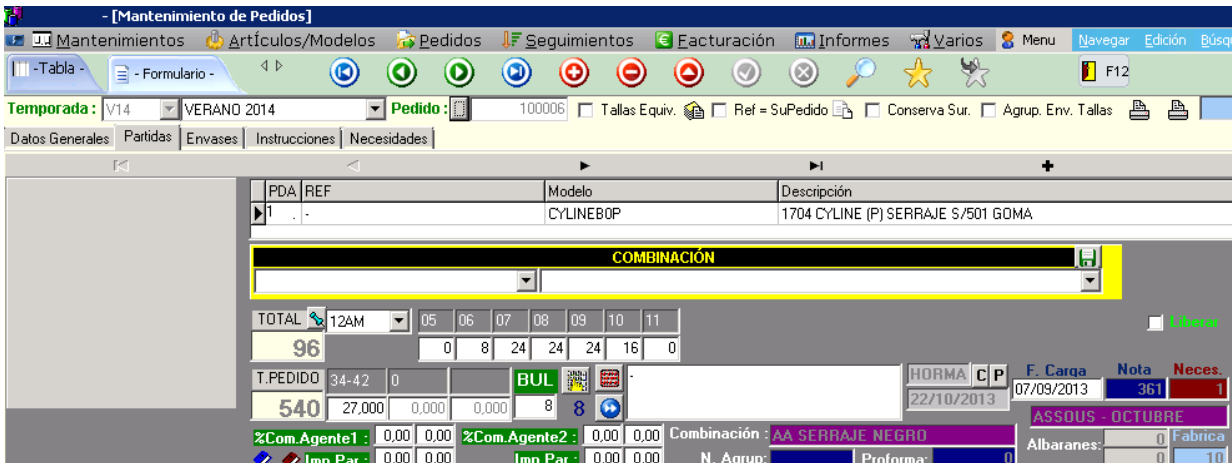 - [Mantenimiento de Pedidos]
Mantenimientos Artículos/Modelos Pedidos Seguimientos Facturación Informes Varios Menu Navegar Edición
-Tabla - - Formulario - F12
Temporada : V14 VERANO 2014 Pedido : 100006 Tallas Equiv. Ref = SuPedido Conserva Sur. Agrup. Env. Tallas
Datos Generales Partidas Envases Instrucciones Necesidades
PDA REF Modelo Descripción
1 . - CYLINEB0P 1704 CYLINE (P) SERRAJE S/501 GOMA
COMBINACIÓN
TOTAL 12AM 05 06 07 08 09 10 11 Liberar
96 0 8 24 24 24 16 0
T.PEDIDO 34-42 0 BUL - HORMA C P F. Carga Nota Neces.
540 27,000 0,000 0,000 8 8 22/10/2013 07/09/2013 361 1
ASSOUS - OCTUBRE
%Com.Agente1 : 0,00 0,00 %Com.Agente2 : 0,00 0,00 Combinación : AA SERRAJE NEGRO Albaranes: 0 Fabrica
Imp.Par.: 0,00 0,00 Imp.Par.: 0,00 0,00 N. Agrup: Proforma: 0 0 10